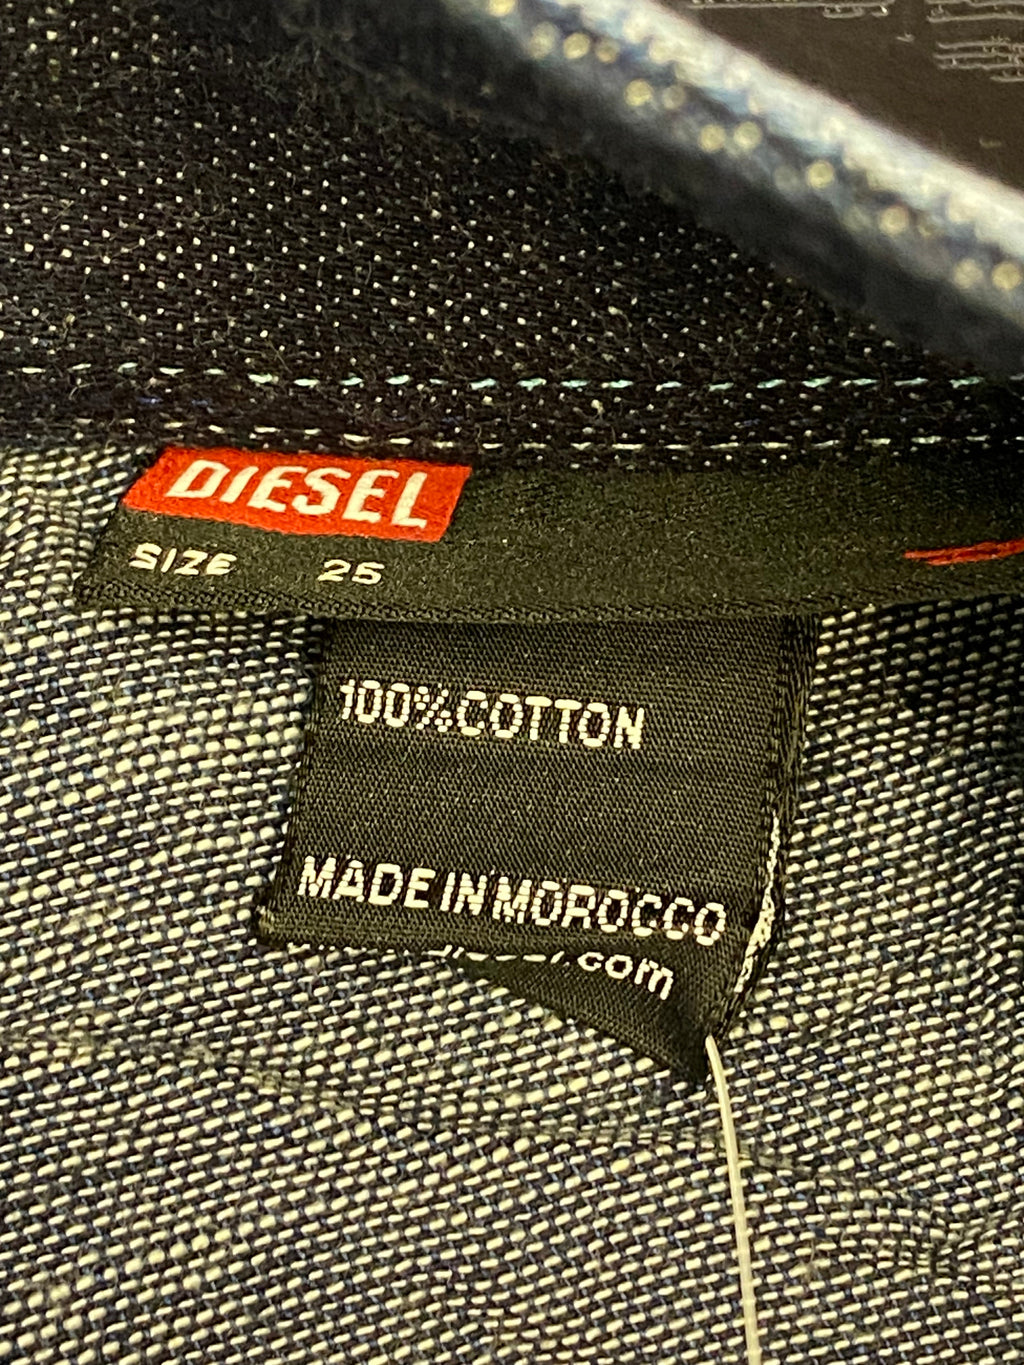 DIESEL
SIZE 25
100%COTTON
MADE IN MOROCCO
.com